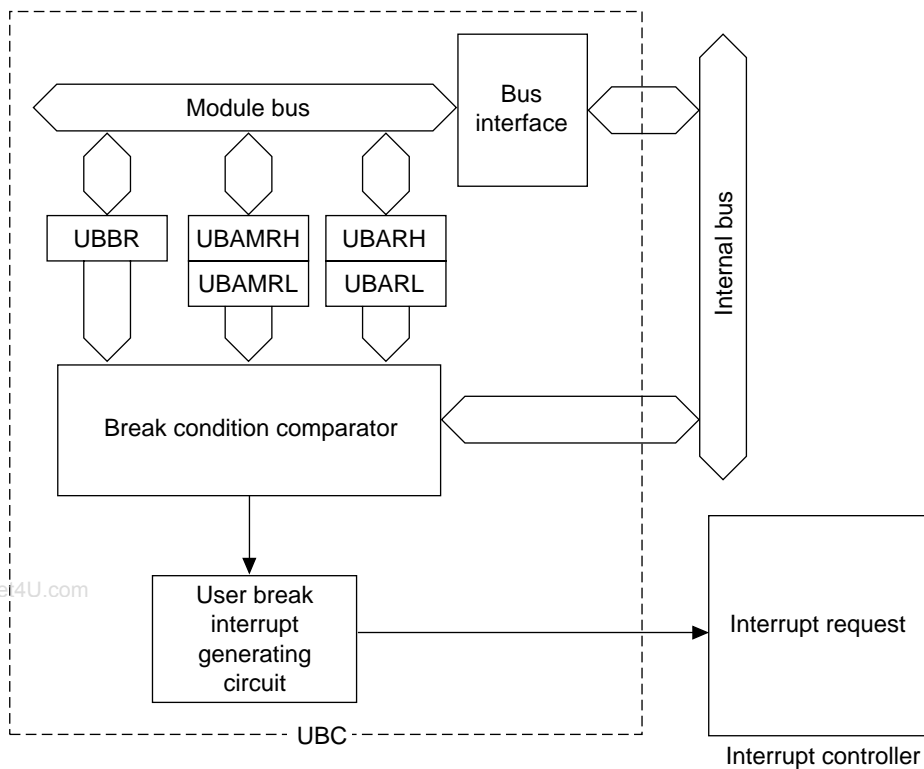 Module bus
Bus
interface
UBBR
UBAMRH
UBARH
UBAMRL
UBARL
Internal bus
Break condition comparator
User break
interrupt
generating
circuit
Interrupt request
UBC
Interrupt controller